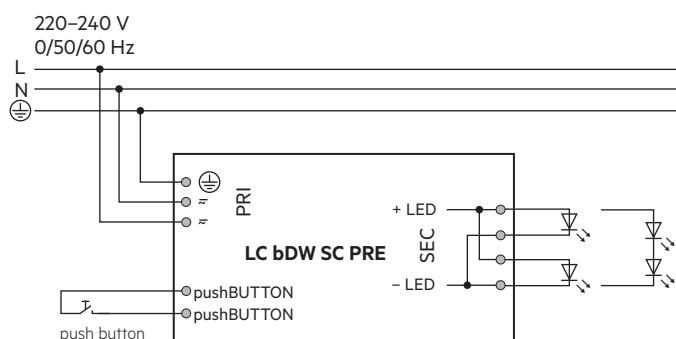 220–240 V
0/50/60 Hz
L
N
PRI
+ LED
SEC
LC bDW SC PRE
– LED
pushBUTTON
pushBUTTON
push button